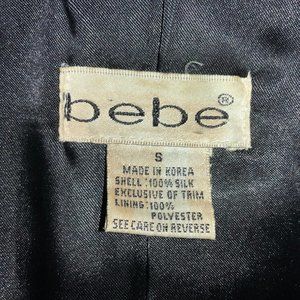 bebe®
S
MADE IN KOREA
SHELL:100% SILK
EXCLUSIVE OF TRIM
LINING:100%
POLYESTER
SEE CARE ON REVERSE